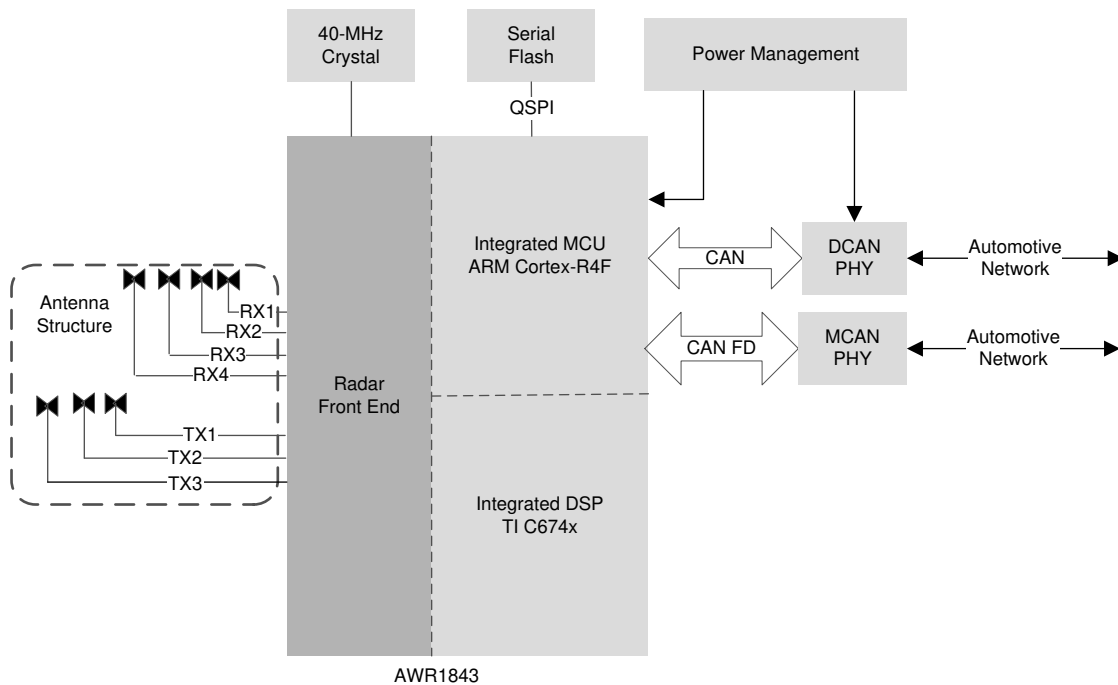 40-MHz
Crystal
Serial
Flash
Power Management
QSPI
Integrated MCU
ARM Cortex-R4F
CAN
DCAN
PHY
Automotive
Network
Antenna
Structure
RX1
RX2
RX3
RX4
CAN FD
MCAN
PHY
Automotive
Network
Radar
Front End
TX1
TX2
TX3
Integrated DSP
TI C674x
AWR1843